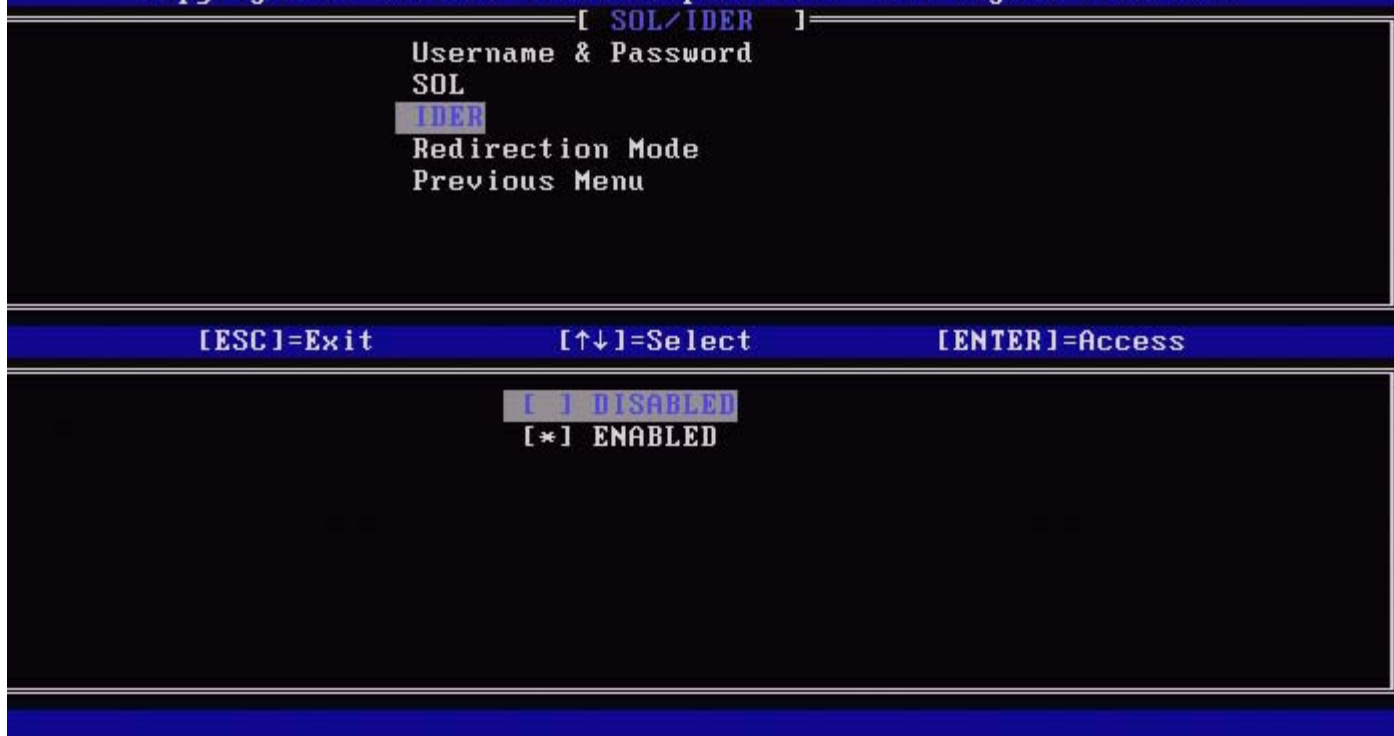 [ SOL/IDER ]
Username & Password
SOL
IDER
Redirection Mode
Previous Menu
[ESC]=Exit [↑↓]=Select [ENTER]=Access
[ ] DISABLED
[*] ENABLED